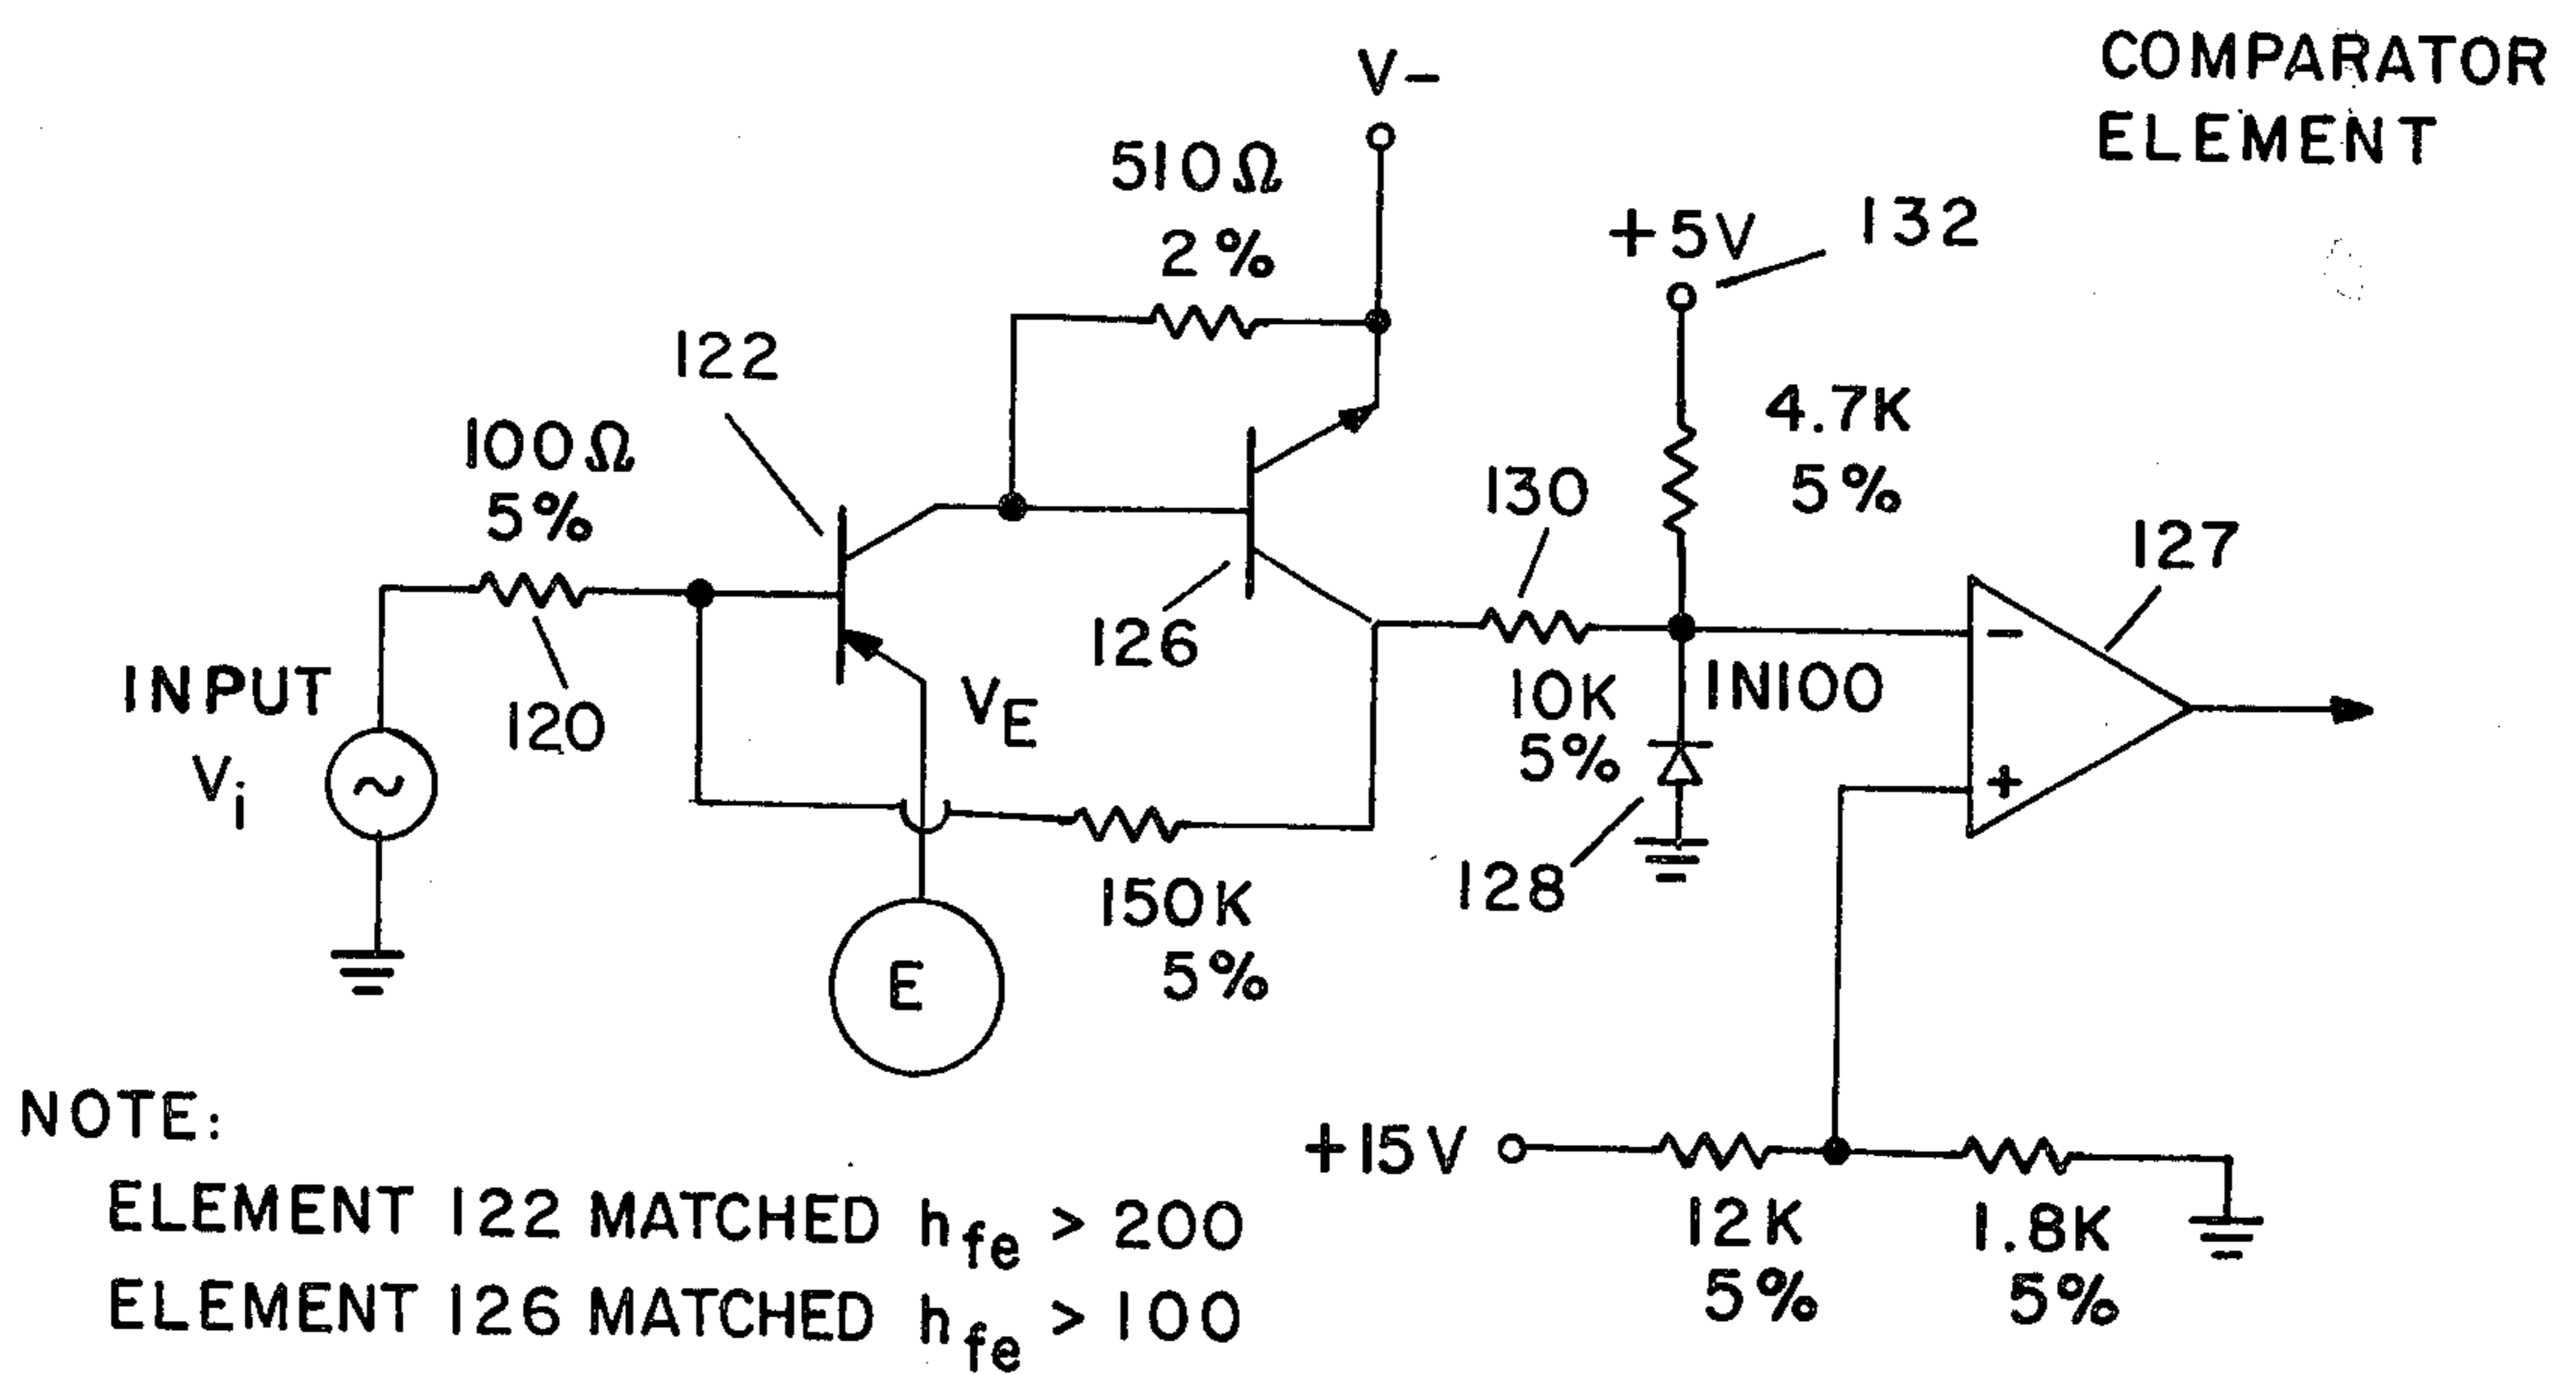 COMPARATOR
ELEMENT
V-
510Ω
2%
+5V
132
122
4.7K
5%
100Ω
5%
130
127
126
INPUT
Vi
120
VE
10K
5%
IN100
128
150K
5%
E
+15V
12K
5%
1.8K
5%
-
+
NOTE:
ELEMENT 122 MATCHED hfe > 200
ELEMENT 126 MATCHED hfe > 100